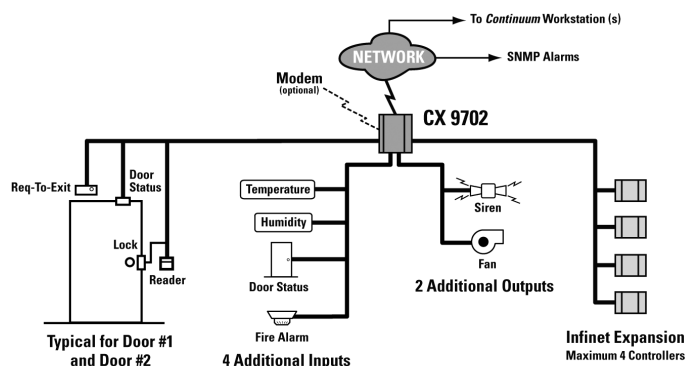 To Continuum Workstation (s)
NETWORK
SNMP Alarms
Modem
(optional)
CX 9702
Req-To-Exit
Door
Status
Lock
Reader
Typical for Door #1
and Door #2
Temperature
Humidity
Door Status
Fire Alarm
4 Additional Inputs
Siren
Fan
2 Additional Outputs
Infinet Expansion
Maximum 4 Controllers